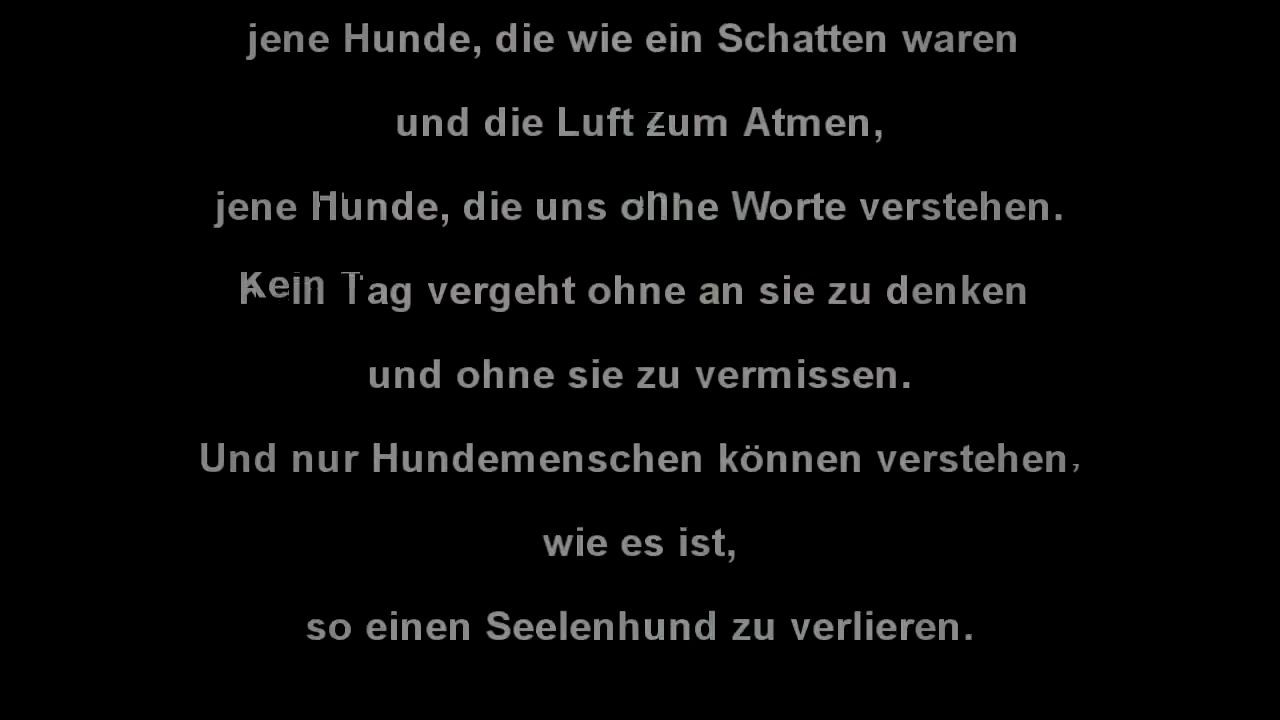 jene Hunde, die wie ein Schatten waren
und die Luft zum Atmen,
jene Hunde, die uns ohne Worte verstehen.
Kein Tag vergeht ohne an sie zu denken
und ohne sie zu vermissen.
Und nur Hundemenschen können verstehen,
wie es ist,
so einen Seelenhund zu verlieren.